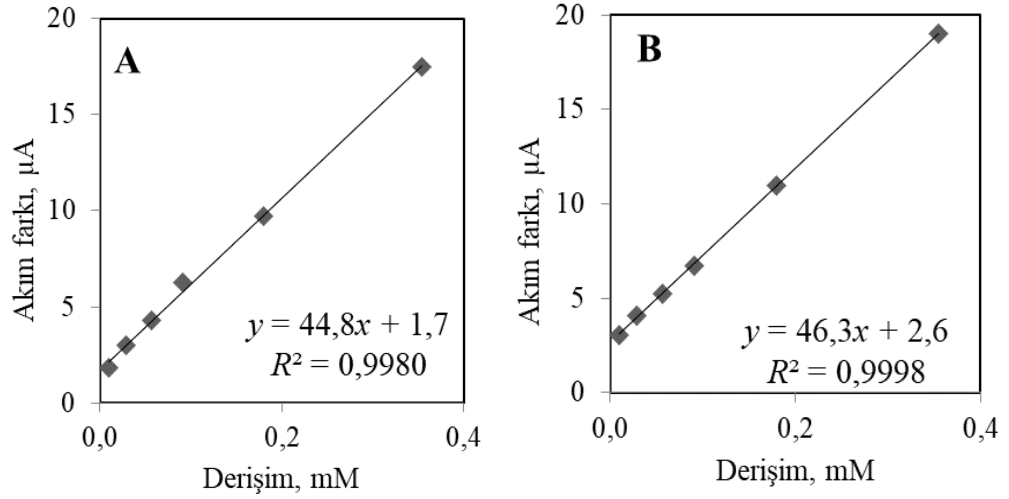 A
Akım farkı, µA
20
15
10
5
0
y = 44,8x + 1,7
R² = 0,9980
0,0 0,2 0,4
Derişim, mM
B
Akım farkı, µA
20
15
10
5
0
y = 46,3x + 2,6
R² = 0,9998
0,0 0,2 0,4
Derişim, mM